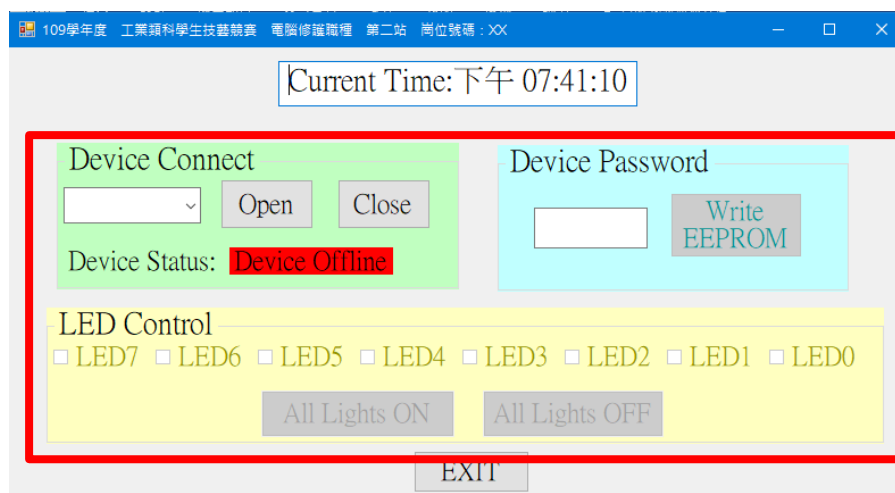 109學年度 工業類科學生技藝競賽 電腦修護職種 第二站 崗位號碼：XX
Current Time:下午 07:41:10
Device Connect
Open Close
Device Status: Device Offline
Device Password
Write
EEPROM
LED Control
LED7 LED6 LED5 LED4 LED3 LED2 LED1 LED0
All Lights ON All Lights OFF
EXIT